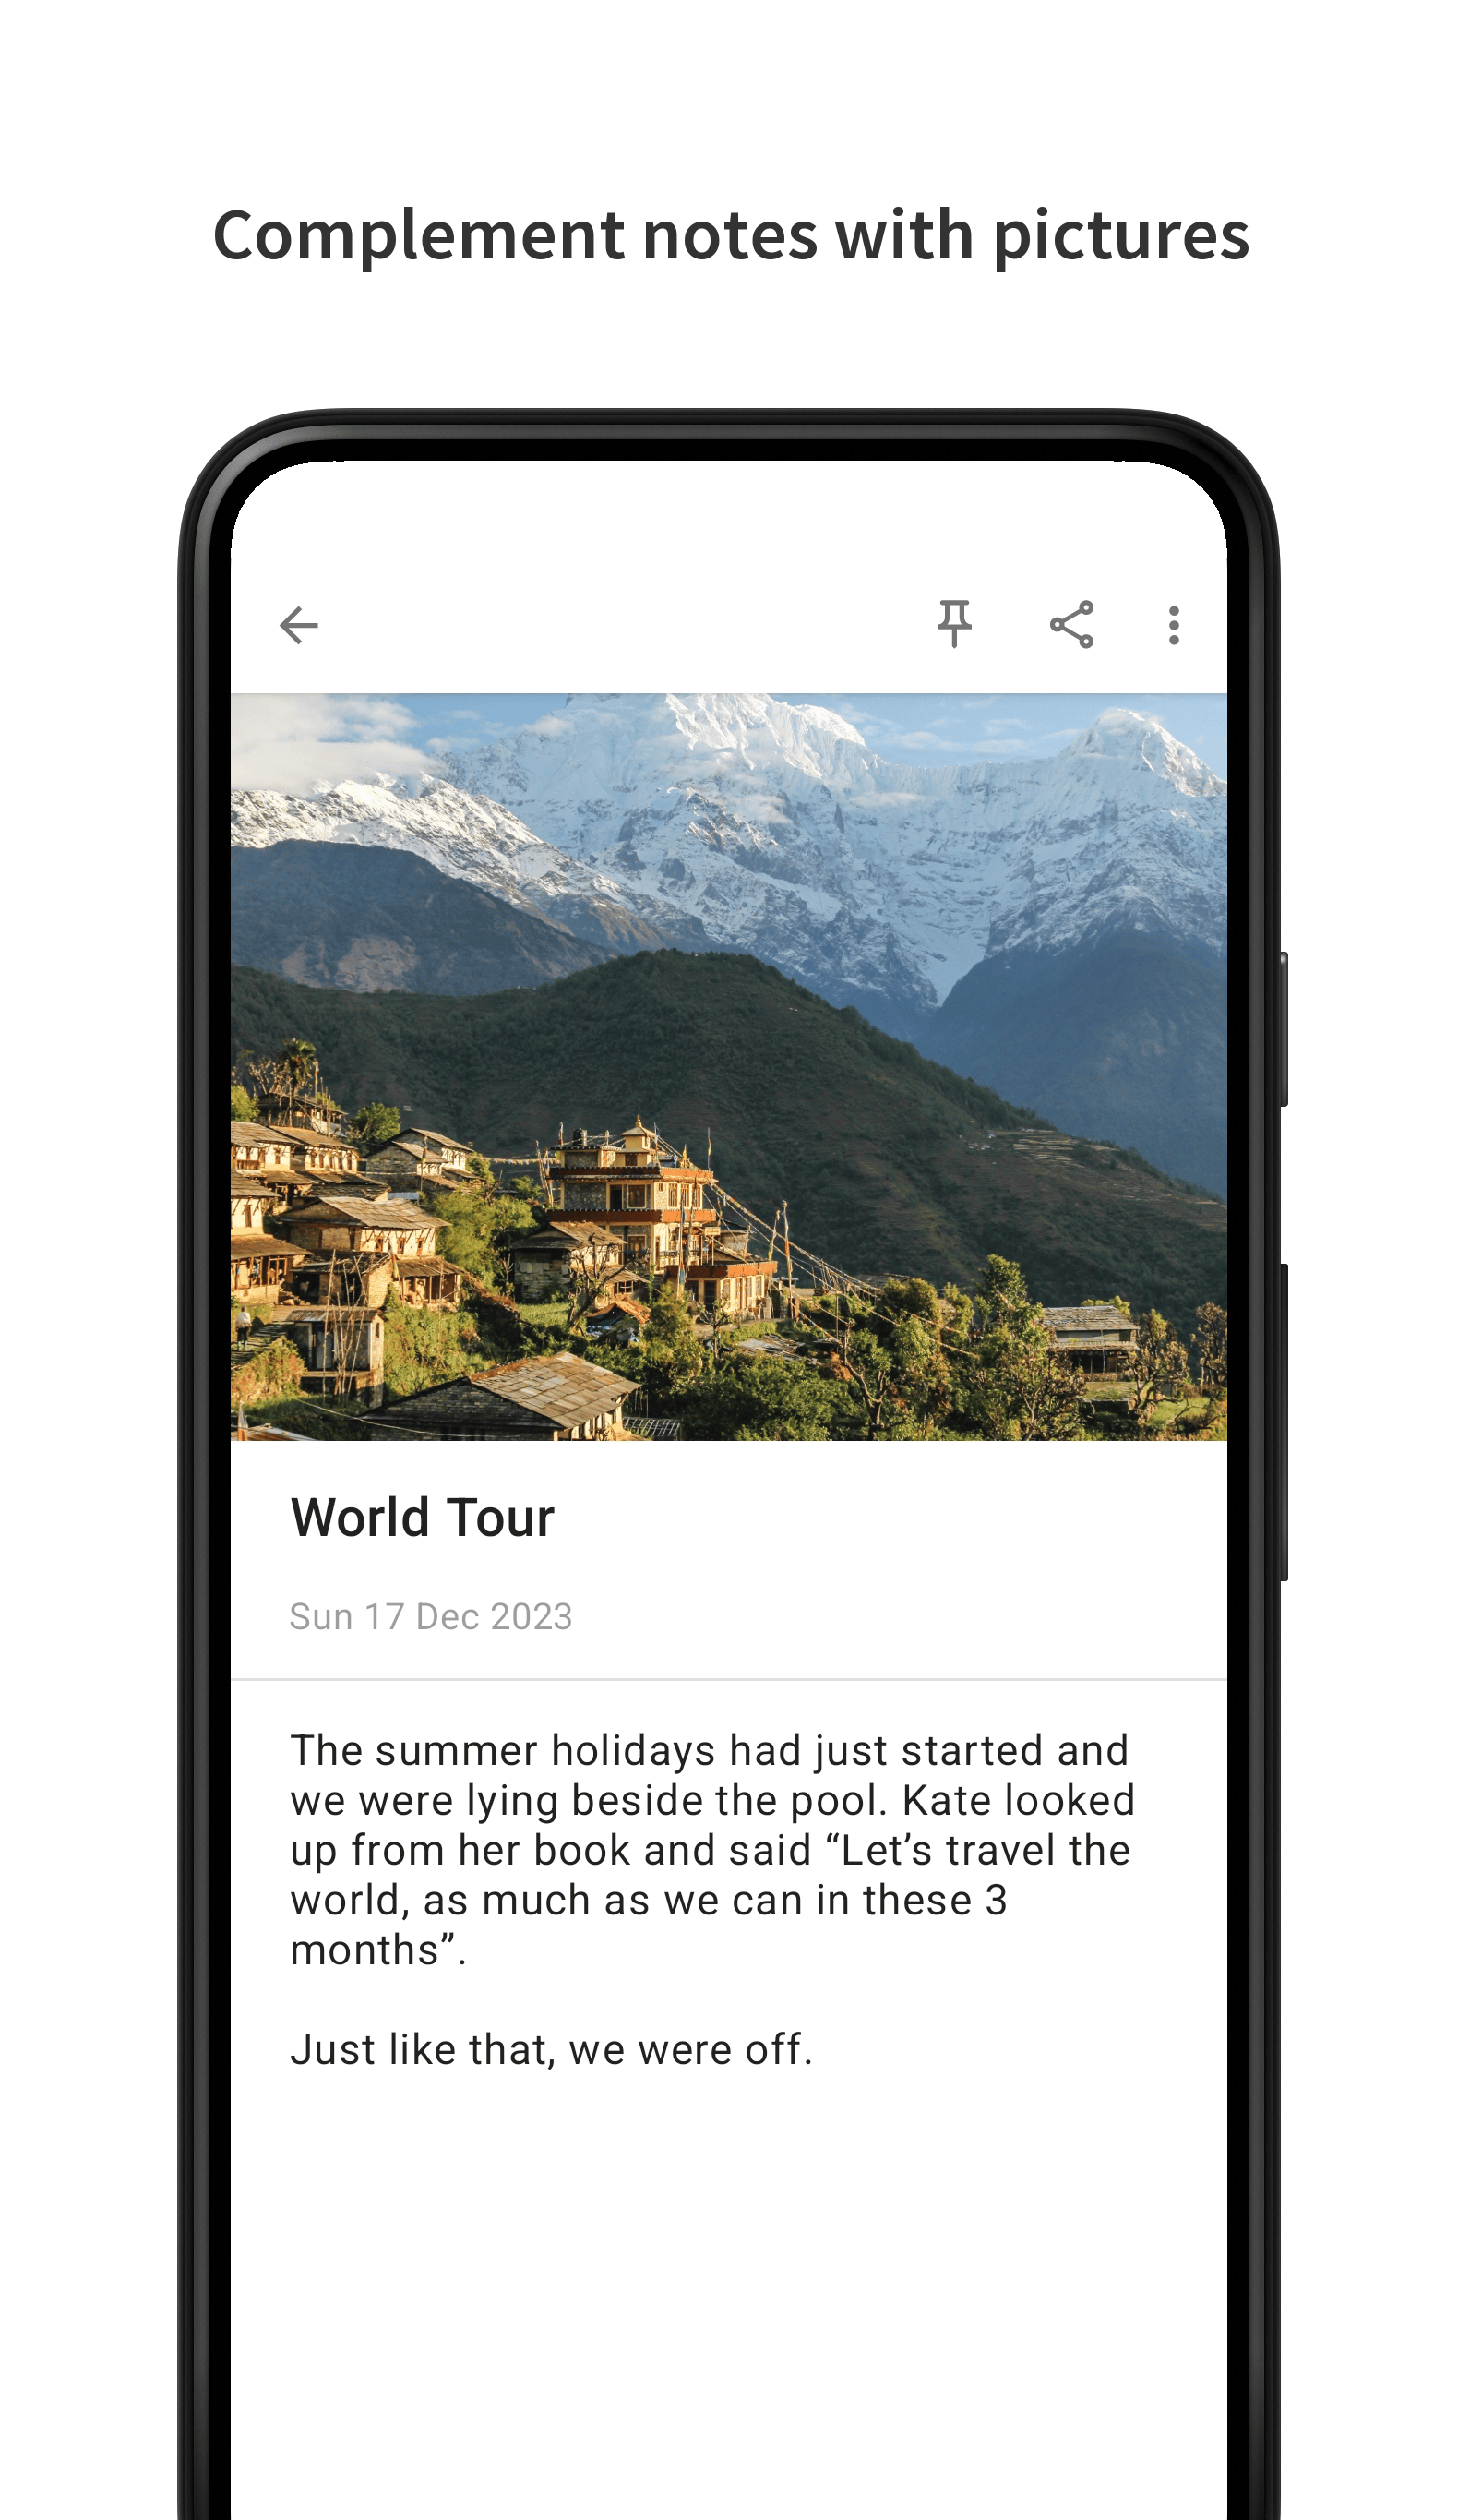 Complement notes with pictures
World Tour
Sun 17 Dec 2023
The summer holidays had just started and
we were lying beside the pool. Kate looked
up from her book and said “Let’s travel the
world, as much as we can in these 3
months”.
Just like that, we were off.